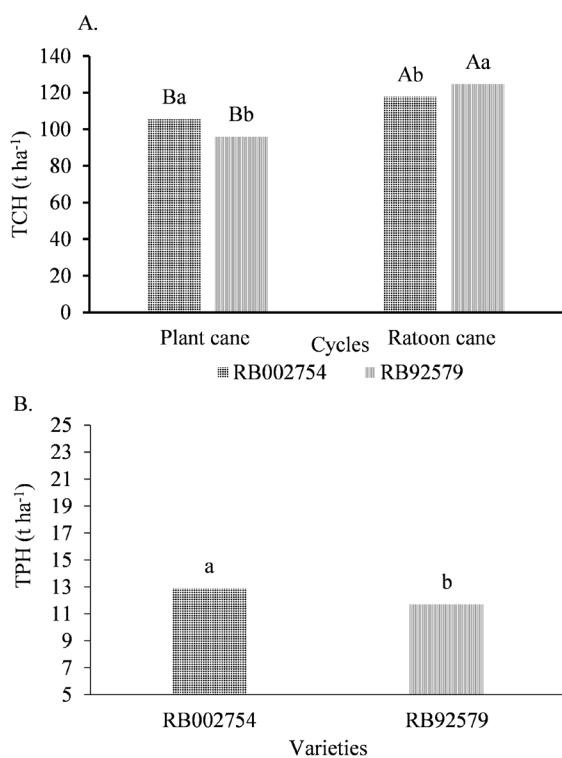 A.
140
120
100
80
60
40
20
0
TCH (t ha-1)
Ba
Bb
Ab
Aa
Plant cane
Ratoon cane
Cycles
RB002754
RB92579
B.
25
23
21
19
17
15
13
11
9
7
5
TPH (t ha-1)
a
b
RB002754
RB92579
Varieties